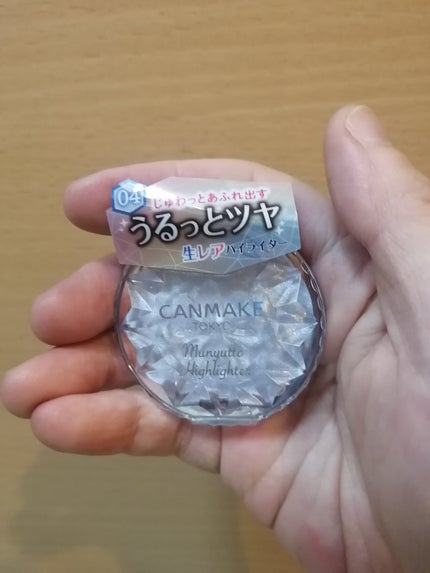 04
じゅわっとあふれ出す
うるっとツヤ
生レアハイライター
CANMAKE
TOKYO
Munyutto
Highlighter